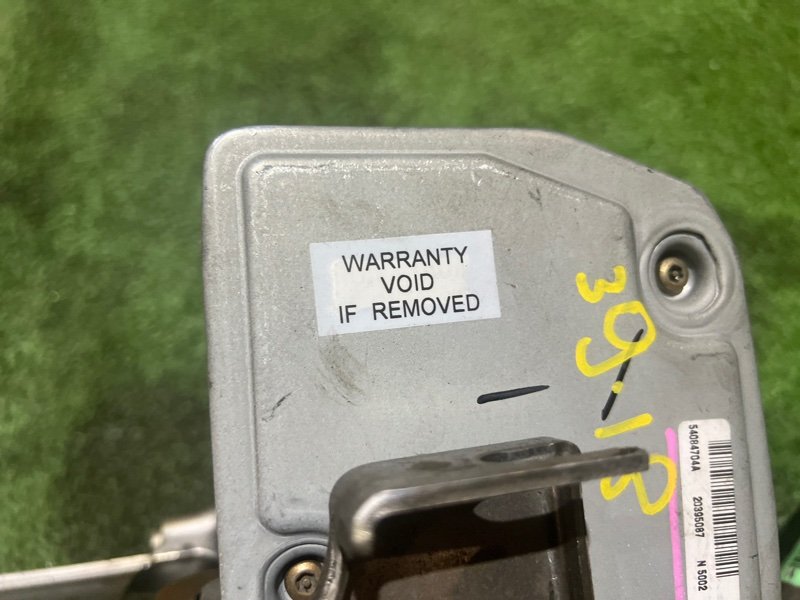 WARRANTY
VOID
IF REMOVED
39.13
54084704A
20395087
N 5002